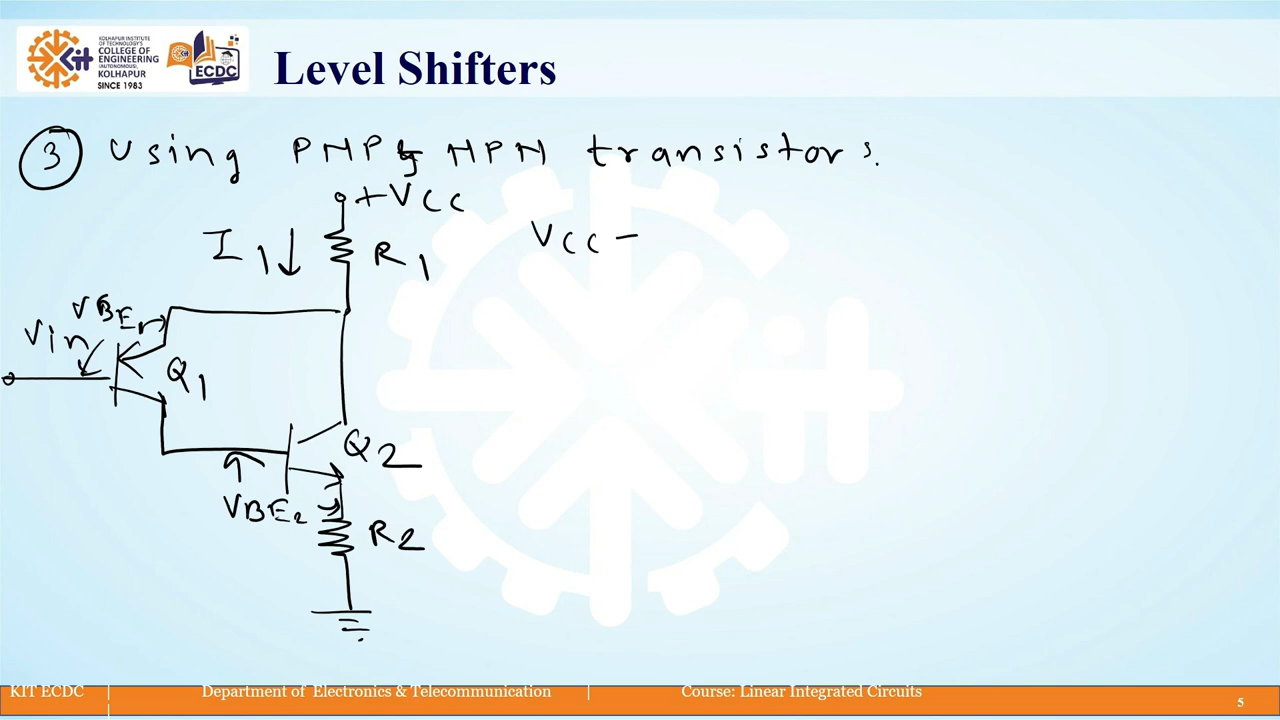 KOLHAPUR INSTITUTE
OF TECHNOLOGY'S
COLLEGE OF
ENGINEERING
(AUTONOMOUS),
KOLHAPUR
SINCE 1983
Kit
ECDC
Level Shifters
3 Using PNP & NPN transistors.
+VCC
I1 R1
VCC -
VBE1
Vin
Q1
Q2
VBE2
R2
KIT ECDC | Department of Electronics & Telecommunication | Course: Linear Integrated Circuits
|
5